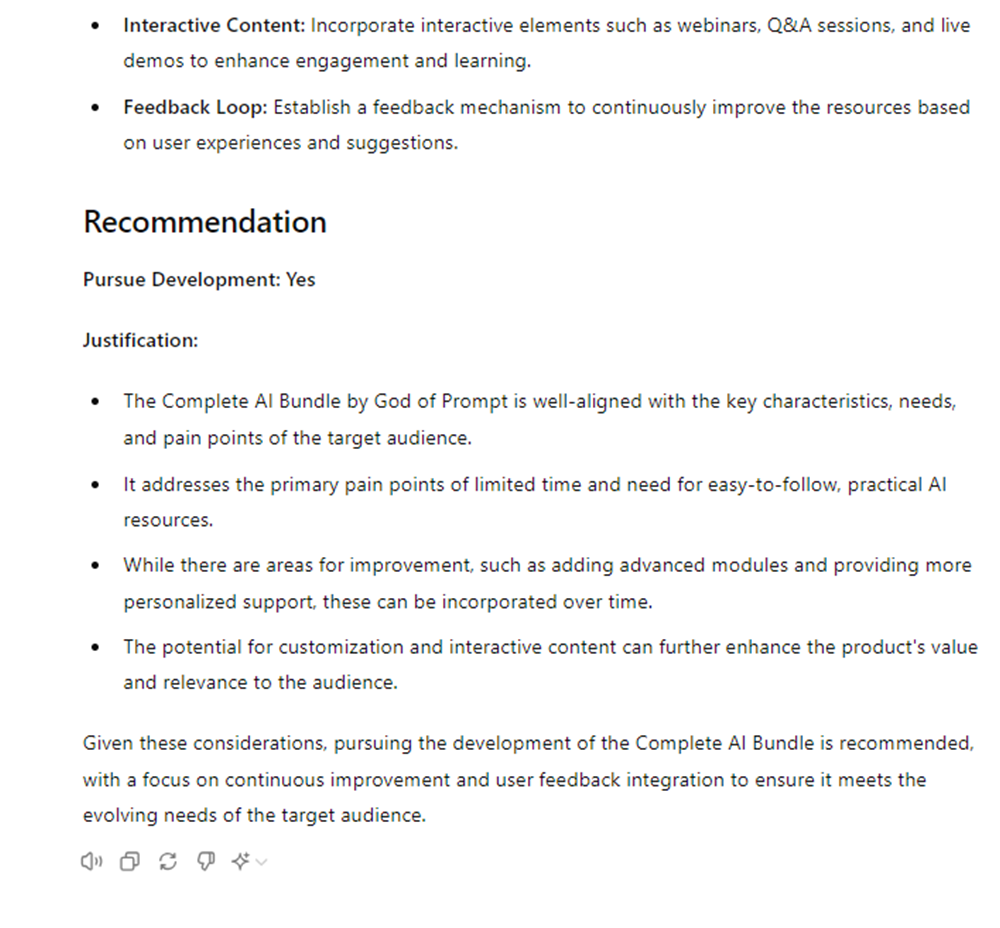 • Interactive Content: Incorporate interactive elements such as webinars, Q&A sessions, and live
demos to enhance engagement and learning.
• Feedback Loop: Establish a feedback mechanism to continuously improve the resources based
on user experiences and suggestions.
Recommendation
Pursue Development: Yes
Justification:
• The Complete AI Bundle by God of Prompt is well-aligned with the key characteristics, needs,
and pain points of the target audience.
• It addresses the primary pain points of limited time and need for easy-to-follow, practical AI
resources.
• While there are areas for improvement, such as adding advanced modules and providing more
personalized support, these can be incorporated over time.
• The potential for customization and interactive content can further enhance the product's value
and relevance to the audience.
Given these considerations, pursuing the development of the Complete AI Bundle is recommended,
with a focus on continuous improvement and user feedback integration to ensure it meets the
evolving needs of the target audience.